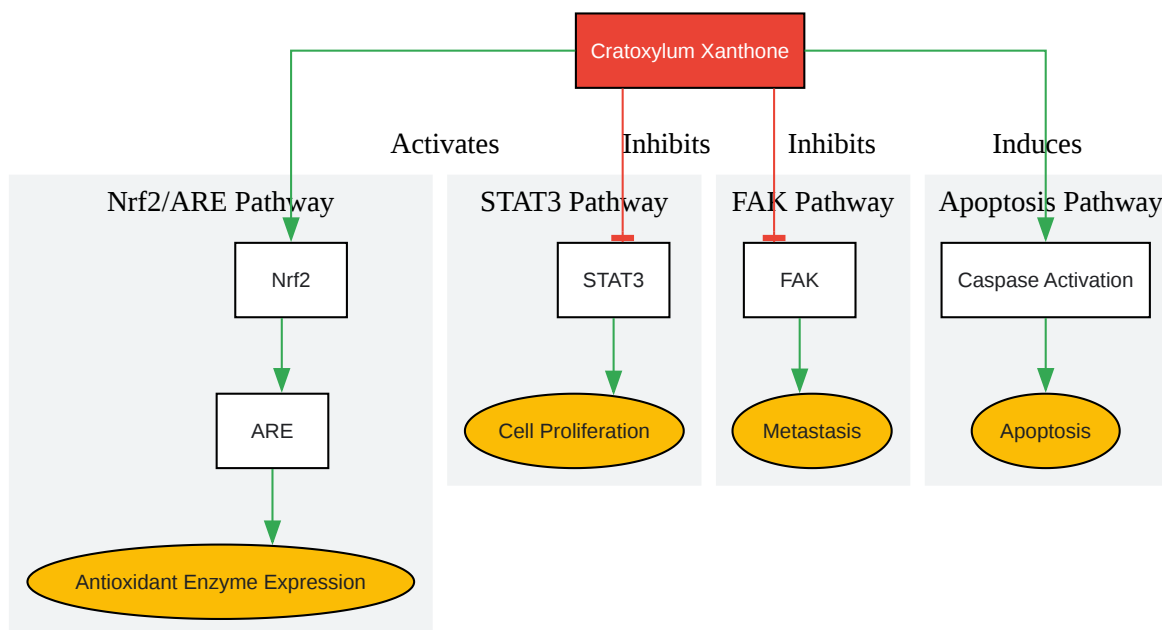 Cratoxylum Xanthone
Activates
Inhibits
Inhibits
Induces
Nrf2/ARE Pathway
STAT3 Pathway
FAK Pathway
Apoptosis Pathway
Nrf2
STAT3
FAK
Caspase Activation
ARE
Cell Proliferation
Metastasis
Apoptosis
Antioxidant Enzyme Expression